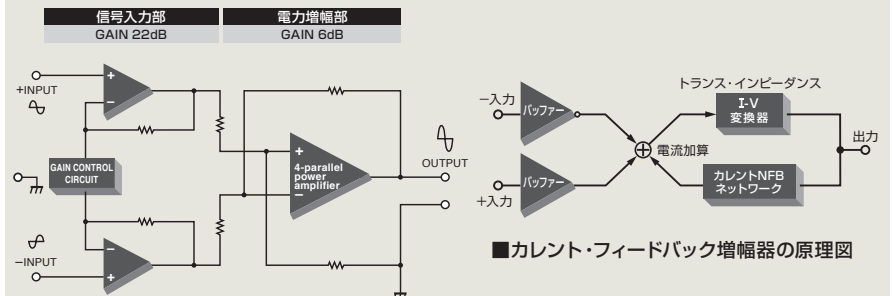 信号入力部
GAIN 22dB
電力増幅部
GAIN 6dB
+INPUT
+
−
GAIN CONTROL
CIRCUIT
−
+
−INPUT
+
−
4-parallel
power
amplifier
OUTPUT
−入力
バッファー
+入力
バッファー
電流加算
トランス・インピーダンス
I-V
変換器
カレントNFB
ネットワーク
出力
■カレント・フィードバック増幅器の原理図